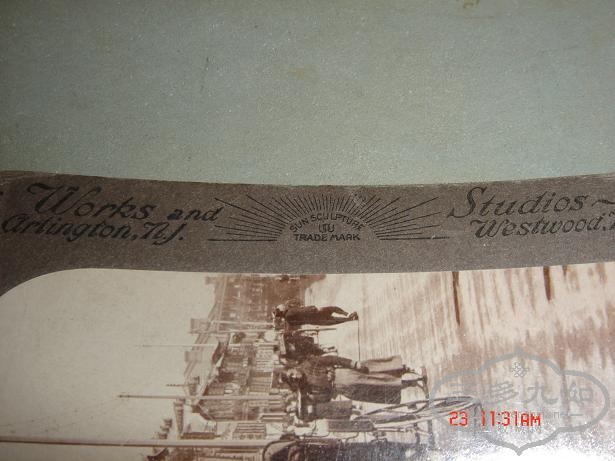 Works and
Arlington, N.J.
SUN SCULPTURE
U&U
TRADE MARK
Studios~
Westwood,
23 11:31AM